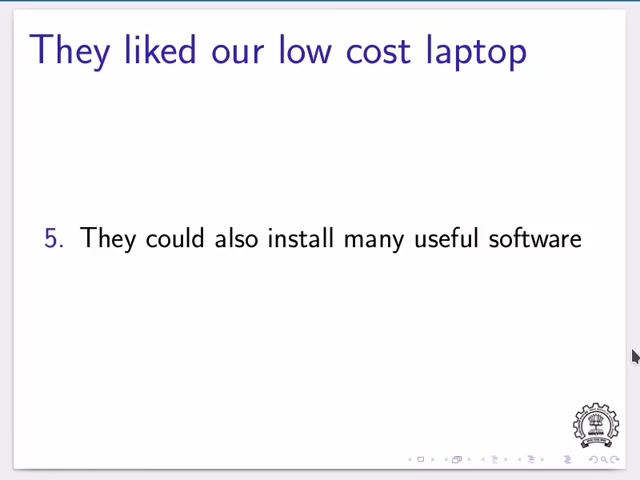 They liked our low cost laptop
5. They could also install many useful software